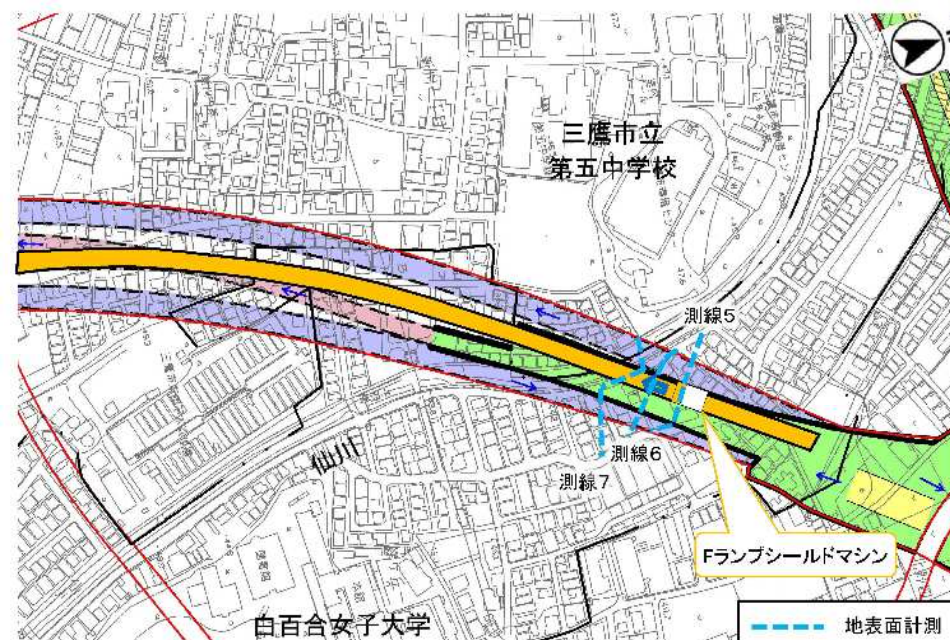 三鷹市立
第五中学校
測線5
測線6
測線7
仙川
Fランプシールドマシン
白百合女子大学
地表面計測